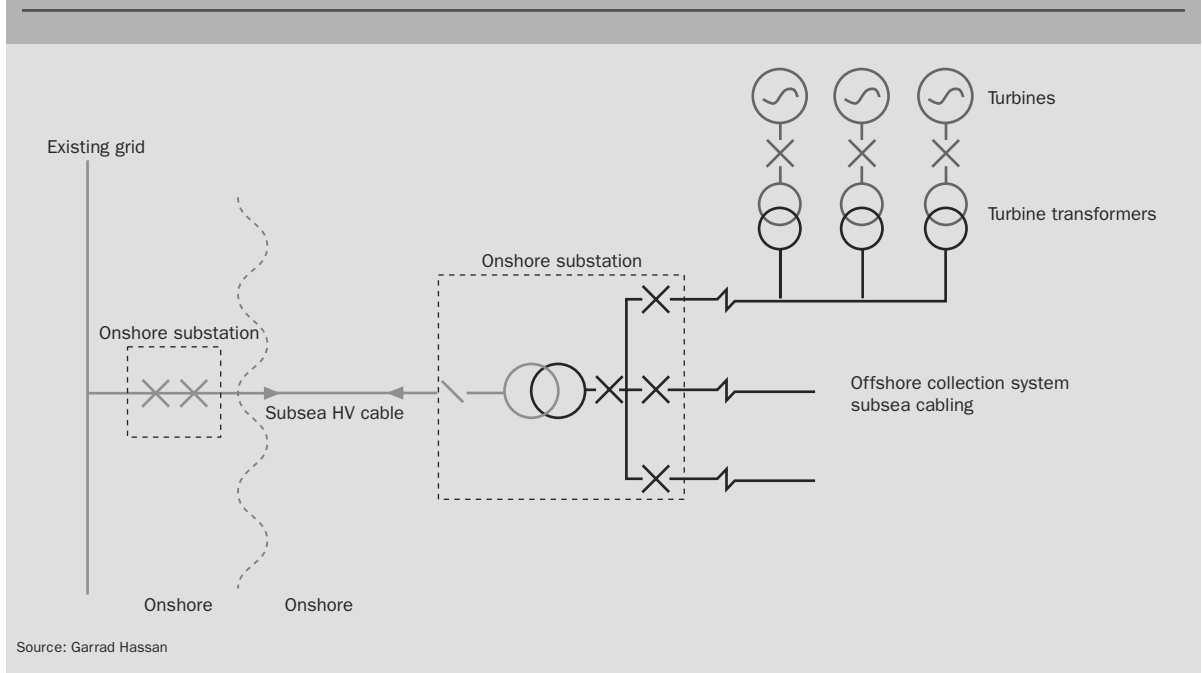 Turbines
Existing grid
Turbine transformers
Onshore substation
Onshore substation
Subsea HV cable
Offshore collection system
subsea cabling
Onshore
Onshore
Source: Garrad Hassan